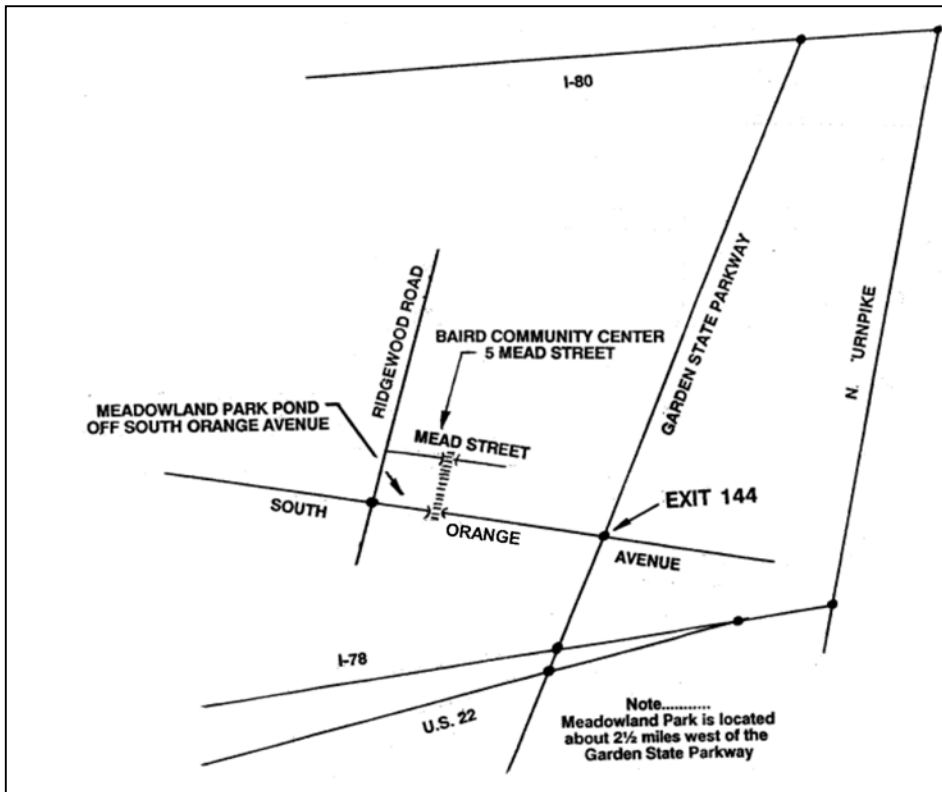 I-80
RIDGEWOOD ROAD
GARDEN STATE PARKWAY
N. URNPIKE
BAIRD COMMUNITY CENTER
5 MEAD STREET
MEADOWLAND PARK POND
OFF SOUTH ORANGE AVENUE
MEAD STREET
EXIT 144
SOUTH ORANGE AVENUE
I-78
U.S. 22
Note...........
Meadowland Park is located
about 2½ miles west of the
Garden State Parkway